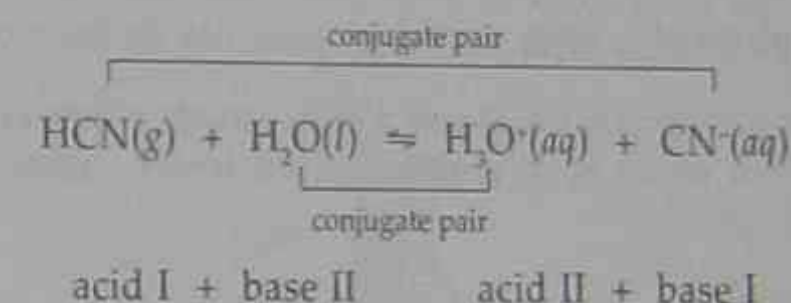 conjugate pair
HCN(g) + H₂O(l) ⇌ H₃O⁺(aq) + CN⁻(aq)
conjugate pair
acid I + base II acid II + base I